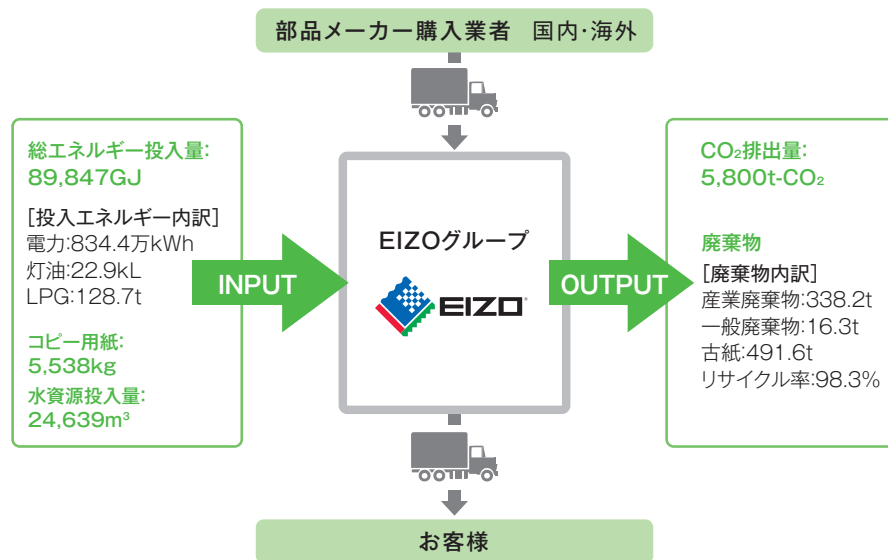 部品メーカー購入業者　国内・海外
総エネルギー投入量:
89,847GJ
[投入エネルギー内訳]
電力:834.4万kWh
灯油:22.9kL
LPG:128.7t
コピー用紙:
5,538kg
水資源投入量:
24,639m³
INPUT
EIZOグループ
EIZO®
OUTPUT
CO₂排出量:
5,800t-CO₂
廃棄物
[廃棄物内訳]
産業廃棄物:338.2t
一般廃棄物:16.3t
古紙:491.6t
リサイクル率:98.3%
お客様